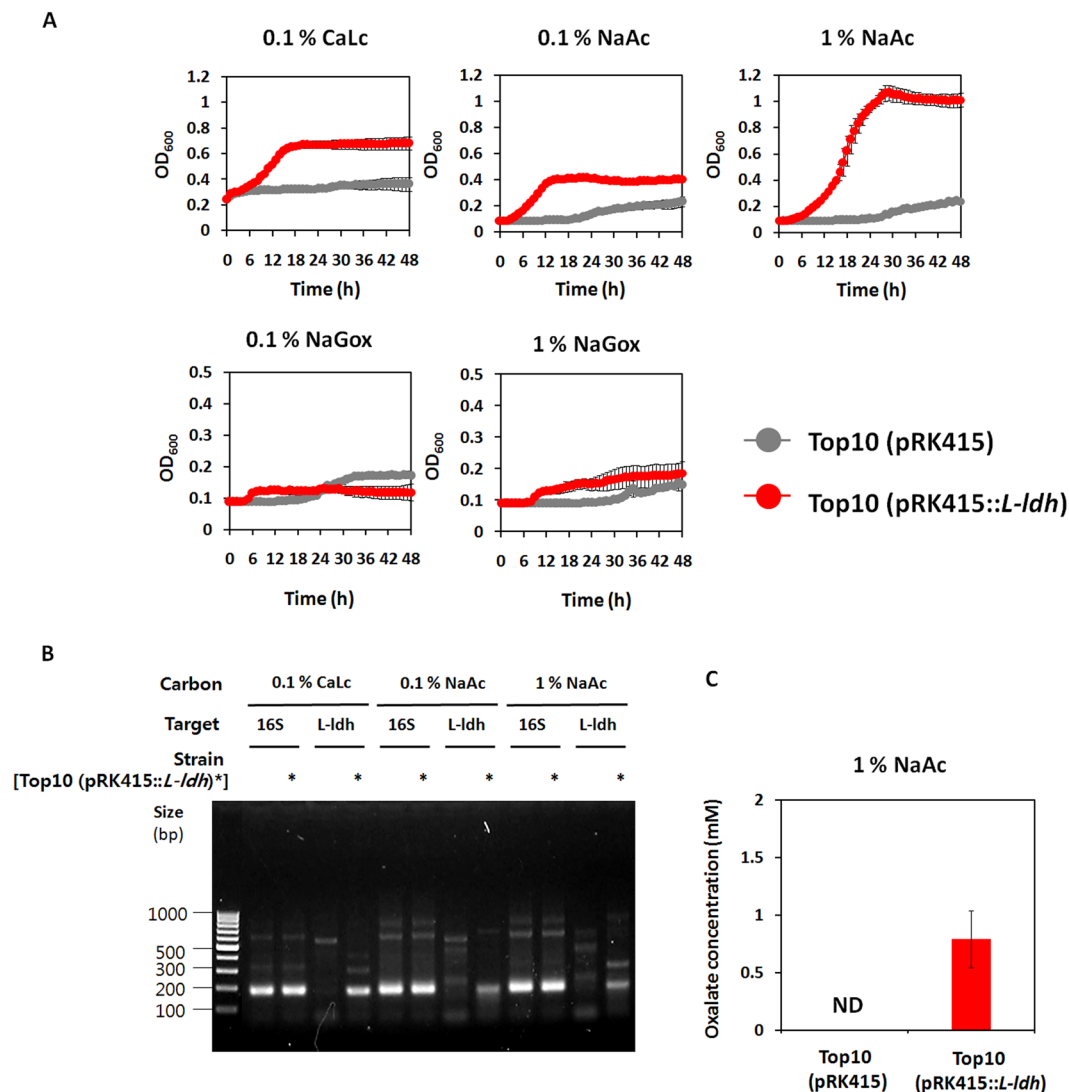 A
0.1 % CaLc
0.1 % NaAc
1 % NaAc
1.2
1
0.8
0.6
0.4
0.2
0
OD600
0 6 12 18 24 30 36 42 48
Time (h)
1.2
1
0.8
0.6
0.4
0.2
0
OD600
0 6 12 18 24 30 36 42 48
Time (h)
1.2
1
0.8
0.6
0.4
0.2
0
OD600
0 6 12 18 24 30 36 42 48
Time (h)
0.1 % NaGox
1 % NaGox
0.5
0.4
0.3
0.2
0.1
0
OD600
0 6 12 18 24 30 36 42 48
Time (h)
0.5
0.4
0.3
0.2
0.1
0
OD600
0 6 12 18 24 30 36 42 48
Time (h)
Top10 (pRK415)
Top10 (pRK415::L-ldh)
B
Carbon 0.1 % CaLc 0.1 % NaAc 1 % NaAc
Target 16S L-ldh 16S L-ldh 16S L-ldh
Strain
[Top10 (pRK415::L-ldh)*] * * * * * *
Size
(bp)
1000
500
300
200
100
C
1 % NaAc
Oxalate concentration (mM)
2
1.5
1
0.5
0
ND
Top10
(pRK415)
Top10
(pRK415::L-ldh)